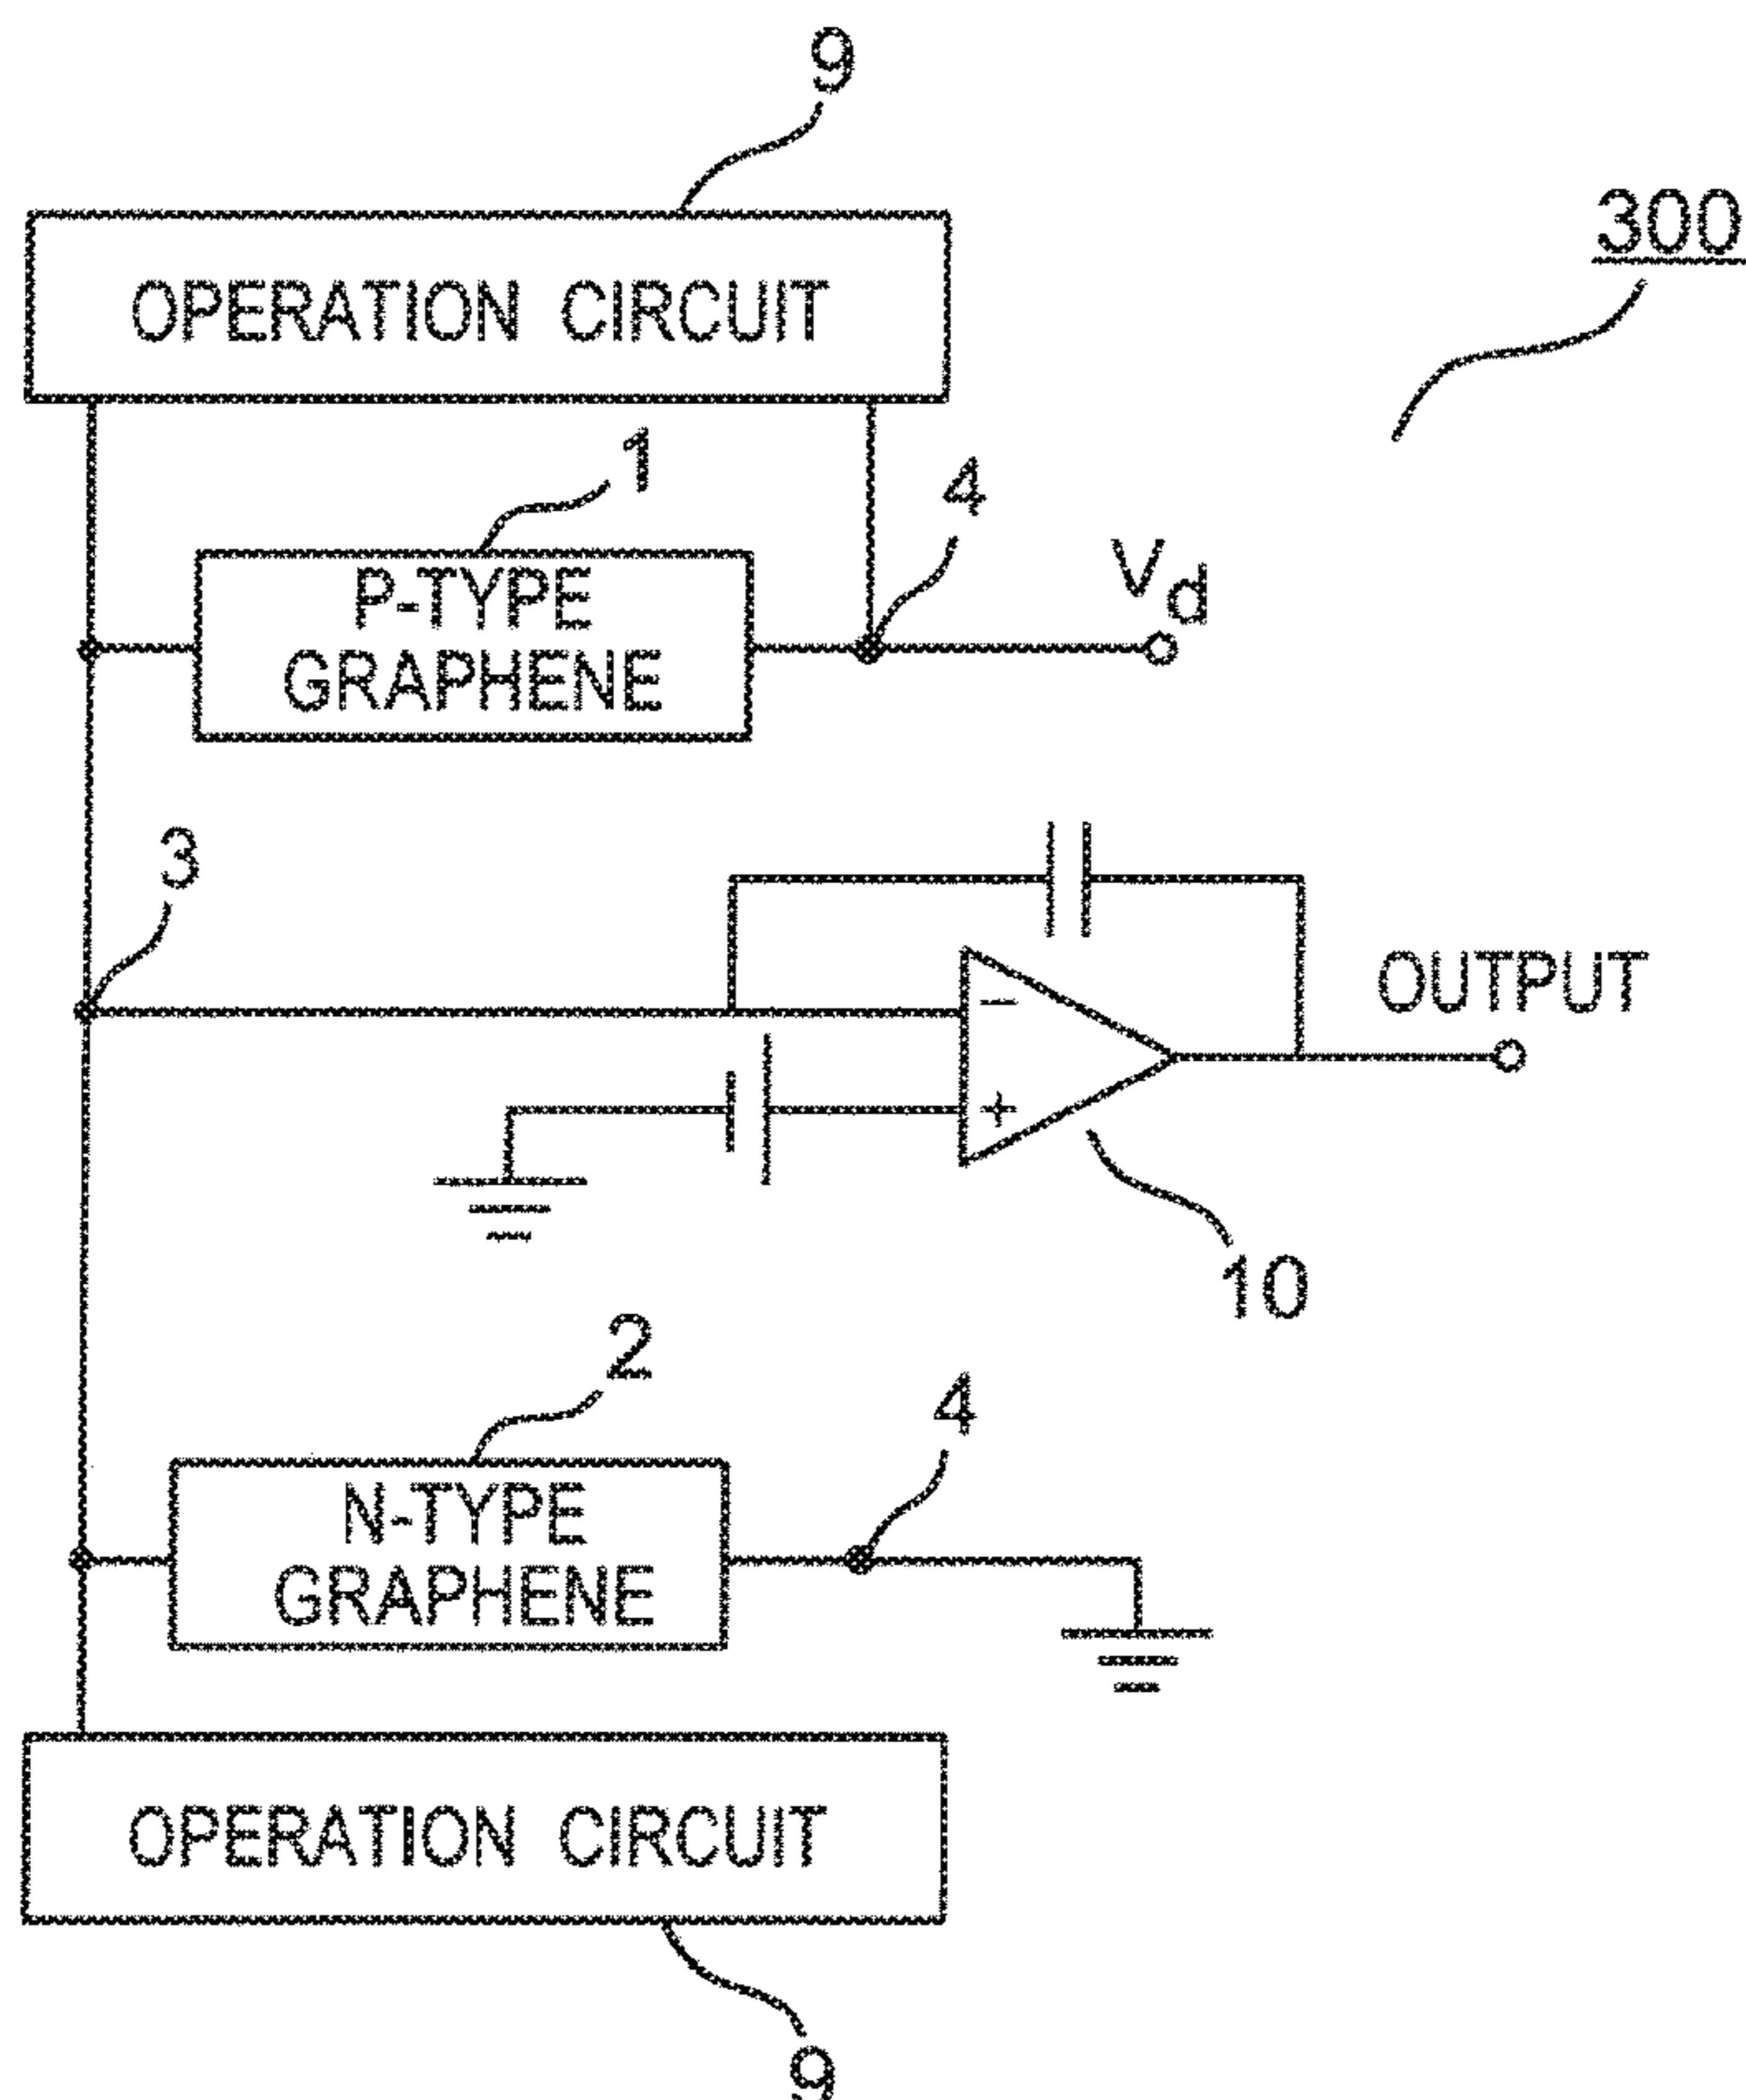 9
300
OPERATION CIRCUIT
1
4
P-TYPE
GRAPHENE
Vd
3
OUTPUT
−
+
10
2
4
N-TYPE
GRAPHENE
OPERATION CIRCUIT
9